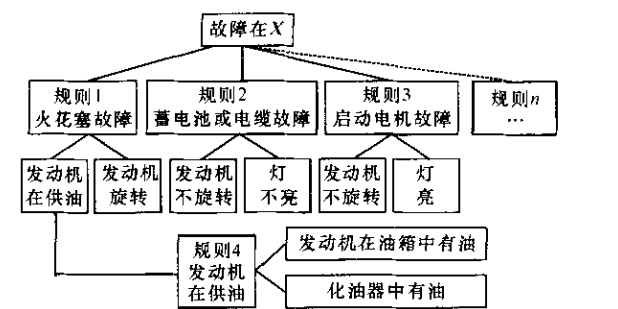 故障在X
规则1
火花塞故障
规则2
蓄电池或电缆故障
规则3
启动电机故障
规则n
…
发动机
在供油
发动机
旋转
发动机
不旋转
灯
不亮
发动机
不旋转
灯
亮
规则4
发动机
在供油
发动机在油箱中有油
化油器中有油